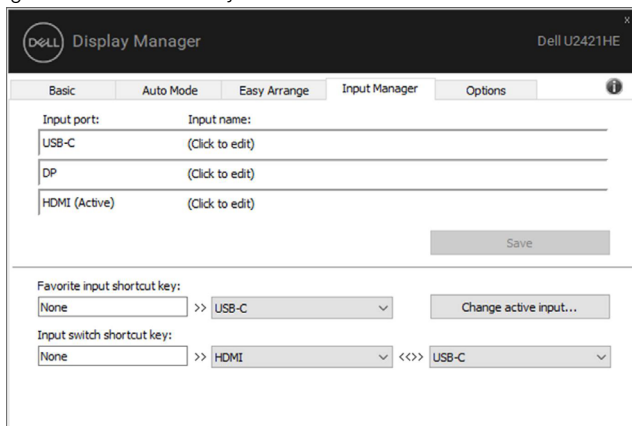 DELL Display Manager
x
Dell U2421HE
Basic Auto Mode Easy Arrange Input Manager Options i
Input port: Input name:
USB-C (Click to edit)
DP (Click to edit)
HDMI (Active) (Click to edit)
Save
Favorite input shortcut key:
None >> USB-C Change active input...
Input switch shortcut key:
None >> HDMI <<>> USB-C